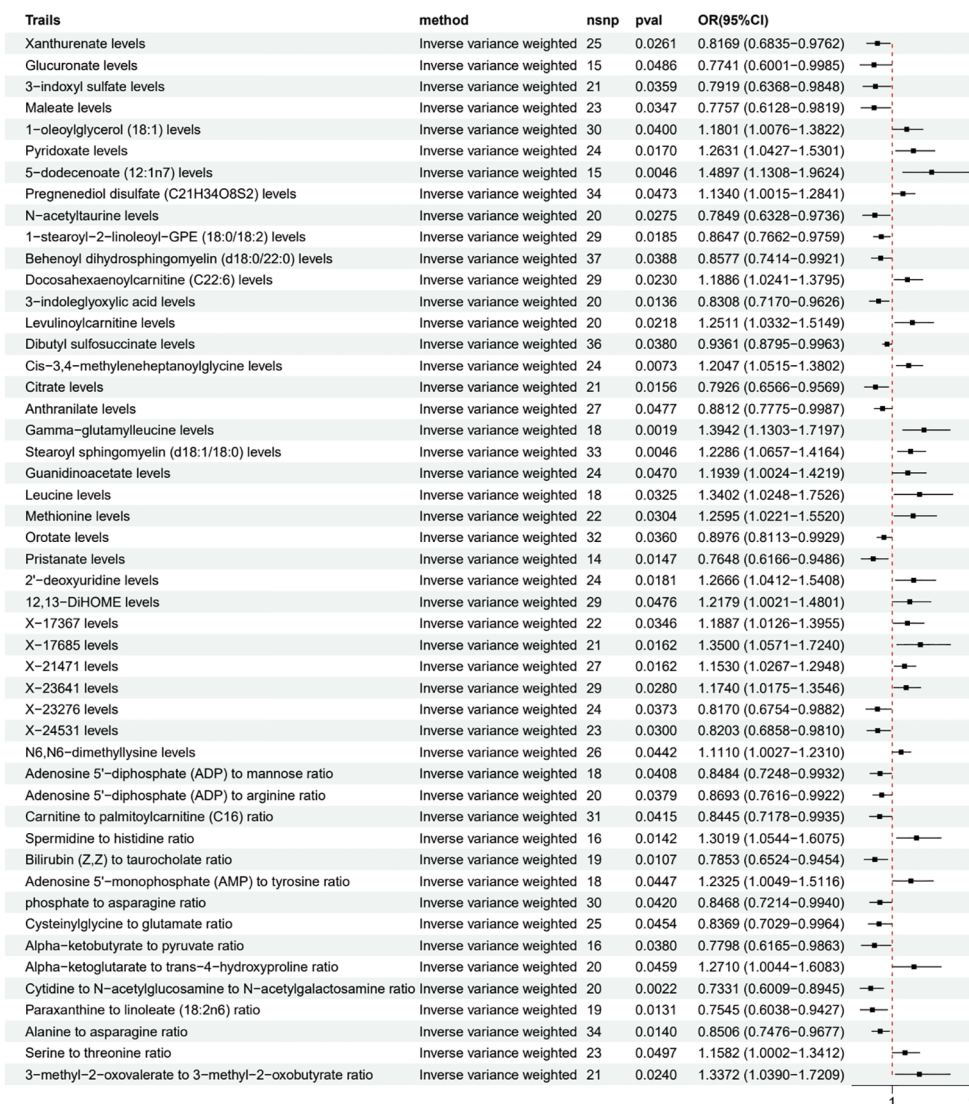 Trails method nsnp pval OR(95%CI)
Xanthurenate levels Inverse variance weighted 25 0.0261 0.8169 (0.6835−0.9762)
Glucuronate levels Inverse variance weighted 15 0.0486 0.7741 (0.6001−0.9985)
3−indoxyl sulfate levels Inverse variance weighted 21 0.0359 0.7919 (0.6368−0.9848)
Maleate levels Inverse variance weighted 23 0.0347 0.7757 (0.6128−0.9819)
1−oleoylglycerol (18:1) levels Inverse variance weighted 30 0.0400 1.1801 (1.0076−1.3822)
Pyridoxate levels Inverse variance weighted 24 0.0170 1.2631 (1.0427−1.5301)
5−dodecenoate (12:1n7) levels Inverse variance weighted 15 0.0046 1.4897 (1.1308−1.9624)
Pregnenediol disulfate (C21H34O8S2) levels Inverse variance weighted 34 0.0473 1.1340 (1.0015−1.2841)
N−acetyltaurine levels Inverse variance weighted 20 0.0275 0.7849 (0.6328−0.9736)
1−stearoyl−2−linoleoyl−GPE (18:0/18:2) levels Inverse variance weighted 29 0.0185 0.8647 (0.7662−0.9759)
Behenoyl dihydrosphingomyelin (d18:0/22:0) levels Inverse variance weighted 37 0.0388 0.8577 (0.7414−0.9921)
Docosahexaenoylcarnitine (C22:6) levels Inverse variance weighted 29 0.0230 1.1886 (1.0241−1.3795)
3−indoleglyoxylic acid levels Inverse variance weighted 20 0.0136 0.8308 (0.7170−0.9626)
Levulinoylcarnitine levels Inverse variance weighted 20 0.0218 1.2511 (1.0332−1.5149)
Dibutyl sulfosuccinate levels Inverse variance weighted 36 0.0380 0.9361 (0.8795−0.9963)
Cis−3,4−methyleneheptanoylglycine levels Inverse variance weighted 24 0.0073 1.2047 (1.0515−1.3802)
Citrate levels Inverse variance weighted 21 0.0156 0.7926 (0.6566−0.9569)
Anthranilate levels Inverse variance weighted 27 0.0477 0.8812 (0.7775−0.9987)
Gamma−glutamylleucine levels Inverse variance weighted 18 0.0019 1.3942 (1.1303−1.7197)
Stearoyl sphingomyelin (d18:1/18:0) levels Inverse variance weighted 33 0.0046 1.2286 (1.0657−1.4164)
Guanidinoacetate levels Inverse variance weighted 24 0.0470 1.1939 (1.0024−1.4219)
Leucine levels Inverse variance weighted 18 0.0325 1.3402 (1.0248−1.7526)
Methionine levels Inverse variance weighted 22 0.0304 1.2595 (1.0221−1.5520)
Orotate levels Inverse variance weighted 32 0.0360 0.8976 (0.8113−0.9929)
Pristanate levels Inverse variance weighted 14 0.0147 0.7648 (0.6166−0.9486)
2'−deoxyuridine levels Inverse variance weighted 24 0.0181 1.2666 (1.0412−1.5408)
12,13−DiHOME levels Inverse variance weighted 29 0.0476 1.2179 (1.0021−1.4801)
X−17367 levels Inverse variance weighted 22 0.0346 1.1887 (1.0126−1.3955)
X−17685 levels Inverse variance weighted 21 0.0162 1.3500 (1.0571−1.7240)
X−21471 levels Inverse variance weighted 27 0.0162 1.1530 (1.0267−1.2948)
X−23641 levels Inverse variance weighted 29 0.0280 1.1740 (1.0175−1.3546)
X−23276 levels Inverse variance weighted 24 0.0373 0.8170 (0.6754−0.9882)
X−24531 levels Inverse variance weighted 23 0.0300 0.8203 (0.6858−0.9810)
N6,N6−dimethyllysine levels Inverse variance weighted 26 0.0442 1.1110 (1.0027−1.2310)
Adenosine 5'−diphosphate (ADP) to mannose ratio Inverse variance weighted 18 0.0408 0.8484 (0.7248−0.9932)
Adenosine 5'−diphosphate (ADP) to arginine ratio Inverse variance weighted 20 0.0379 0.8693 (0.7616−0.9922)
Carnitine to palmitoylcarnitine (C16) ratio Inverse variance weighted 31 0.0415 0.8445 (0.7178−0.9935)
Spermidine to histidine ratio Inverse variance weighted 16 0.0142 1.3019 (1.0544−1.6075)
Bilirubin (Z,Z) to taurocholate ratio Inverse variance weighted 19 0.0107 0.7853 (0.6524−0.9454)
Adenosine 5'−monophosphate (AMP) to tyrosine ratio Inverse variance weighted 18 0.0447 1.2325 (1.0049−1.5116)
phosphate to asparagine ratio Inverse variance weighted 30 0.0420 0.8468 (0.7214−0.9940)
Cysteinylglycine to glutamate ratio Inverse variance weighted 25 0.0454 0.8369 (0.7029−0.9964)
Alpha−ketobutyrate to pyruvate ratio Inverse variance weighted 16 0.0380 0.7798 (0.6165−0.9863)
Alpha−ketoglutarate to trans−4−hydroxyproline ratio Inverse variance weighted 20 0.0459 1.2710 (1.0044−1.6083)
Cytidine to N−acetylglucosamine to N−acetylgalactosamine ratio Inverse variance weighted 20 0.0022 0.7331 (0.6009−0.8945)
Paraxanthine to linoleate (18:2n6) ratio Inverse variance weighted 19 0.0131 0.7545 (0.6038−0.9427)
Alanine to asparagine ratio Inverse variance weighted 34 0.0140 0.8506 (0.7476−0.9677)
Serine to threonine ratio Inverse variance weighted 23 0.0497 1.1582 (1.0002−1.3412)
3−methyl−2−oxovalerate to 3−methyl−2−oxobutyrate ratio Inverse variance weighted 21 0.0240 1.3372 (1.0390−1.7209)
1